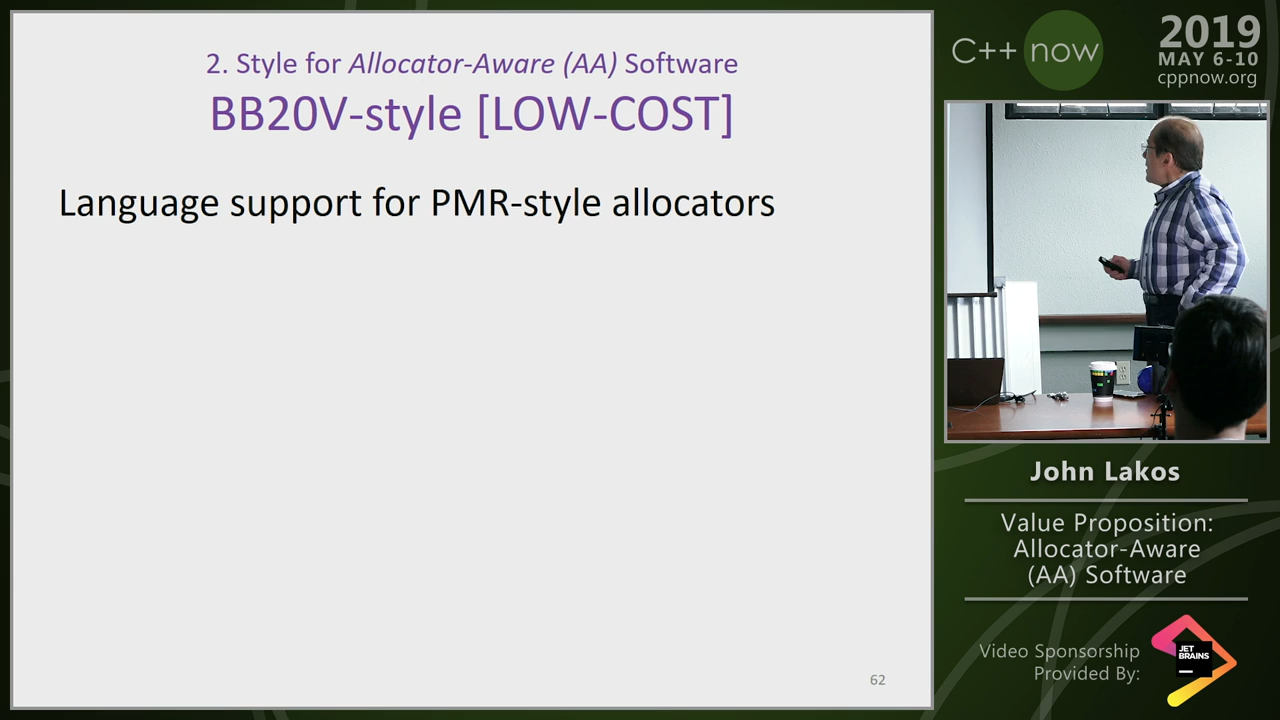 2. Style for Allocator-Aware (AA) Software
BB20V-style [LOW-COST]
Language support for PMR-style allocators
62
C++ now
2019
MAY 6-10
cppnow.org
John Lakos
Value Proposition:
Allocator-Aware
(AA) Software
Video Sponsorship
Provided By:
JET
BRAINS